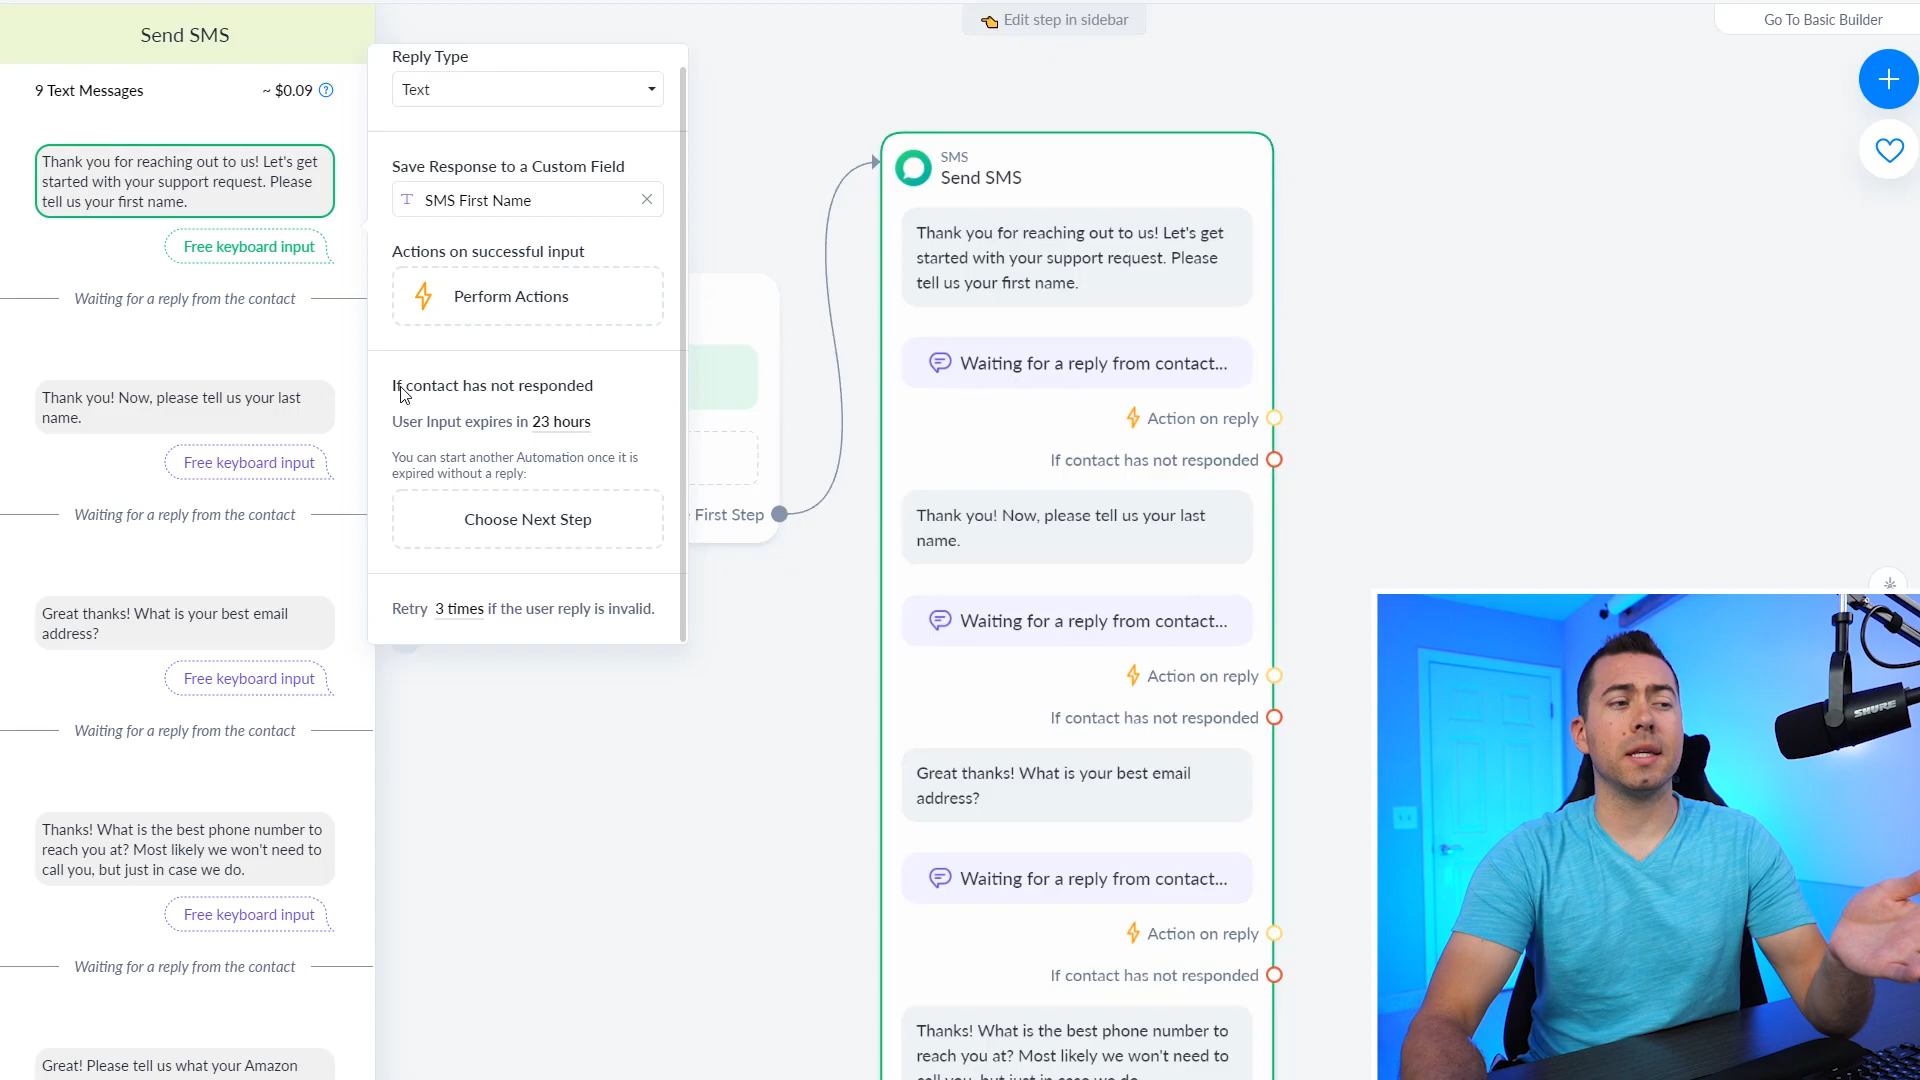 Send SMS
9 Text Messages
~ $0.09
Thank you for reaching out to us! Let's get
started with your support request. Please
tell us your first name.
Free keyboard input
Waiting for a reply from the contact
Thank you! Now, please tell us your last
name.
Free keyboard input
Waiting for a reply from the contact
Great thanks! What is your best email
address?
Free keyboard input
Waiting for a reply from the contact
Thanks! What is the best phone number to
reach you at? Most likely we won't need to
call you, but just in case we do.
Free keyboard input
Waiting for a reply from the contact
Great! Please tell us what your Amazon
Reply Type
Text
Save Response to a Custom Field
T SMS First Name
Actions on successful input
Perform Actions
If contact has not responded
User Input expires in 23 hours
You can start another Automation once it is
expired without a reply:
Choose Next Step
Retry 3 times if the user reply is invalid.
First Step
Edit step in sidebar
Go To Basic Builder
SMS
Send SMS
Thank you for reaching out to us! Let's get
started with your support request. Please
tell us your first name.
Waiting for a reply from contact...
Action on reply
If contact has not responded
Thank you! Now, please tell us your last
name.
Waiting for a reply from contact...
Action on reply
If contact has not responded
Great thanks! What is your best email
address?
Waiting for a reply from contact...
Action on reply
If contact has not responded
Thanks! What is the best phone number to
reach you at? Most likely we won't need to
call you, but just in case we do.
SHURE